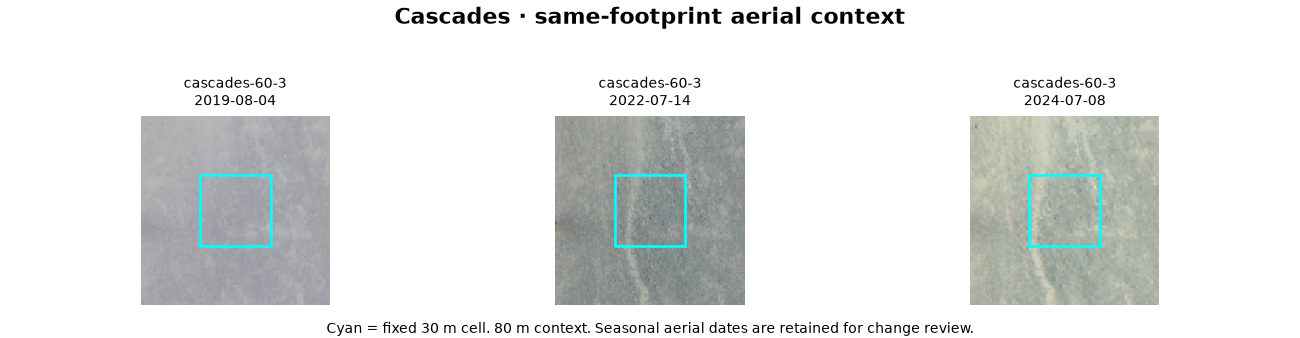 Cascades · same-footprint aerial context
cascades-60-3
2019-08-04
cascades-60-3
2022-07-14
cascades-60-3
2024-07-08
Cyan = fixed 30 m cell. 80 m context. Seasonal aerial dates are retained for change review.